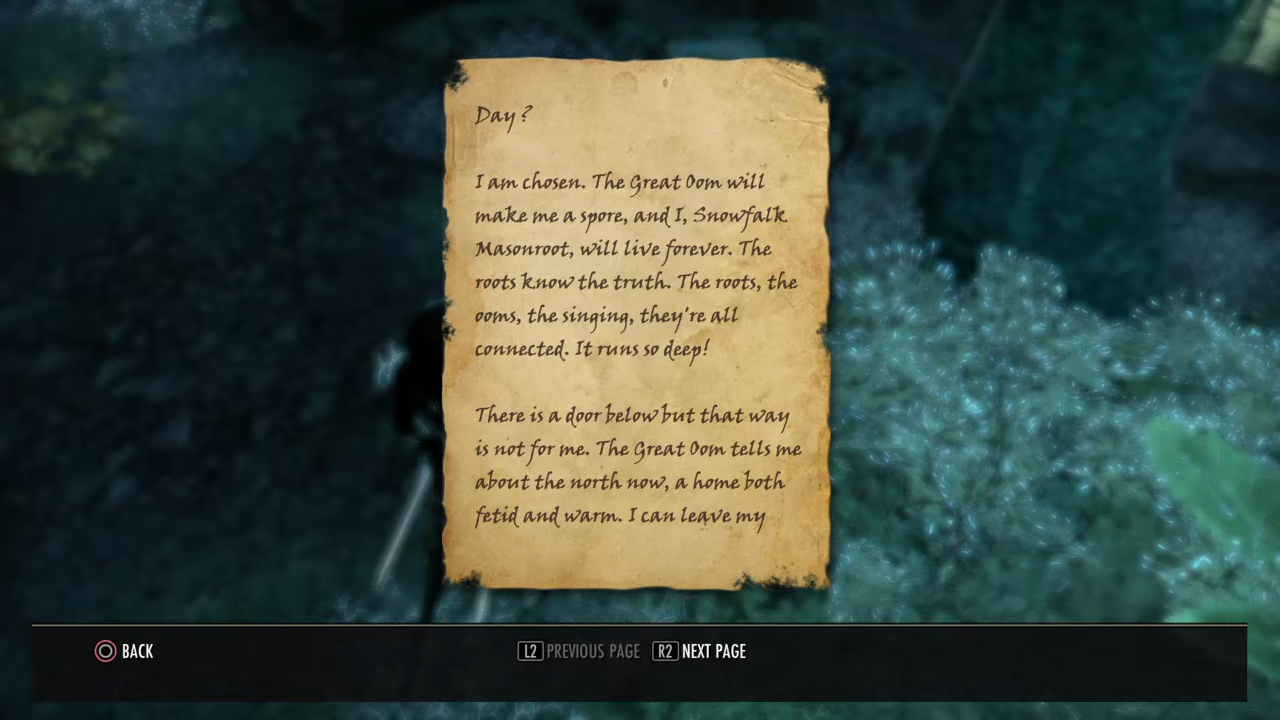 Day ?
I am chosen. The Great Oom will
make me a spore, and I, Snowfalk
Masonroot, will live forever. The
roots know the truth. The roots, the
ooms, the singing, they're all
connected. It runs so deep!
There is a door below but that way
is not for me. The Great Oom tells me
about the north now, a home both
fetid and warm. I can leave my
BACK
L2 PREVIOUS PAGE R2 NEXT PAGE